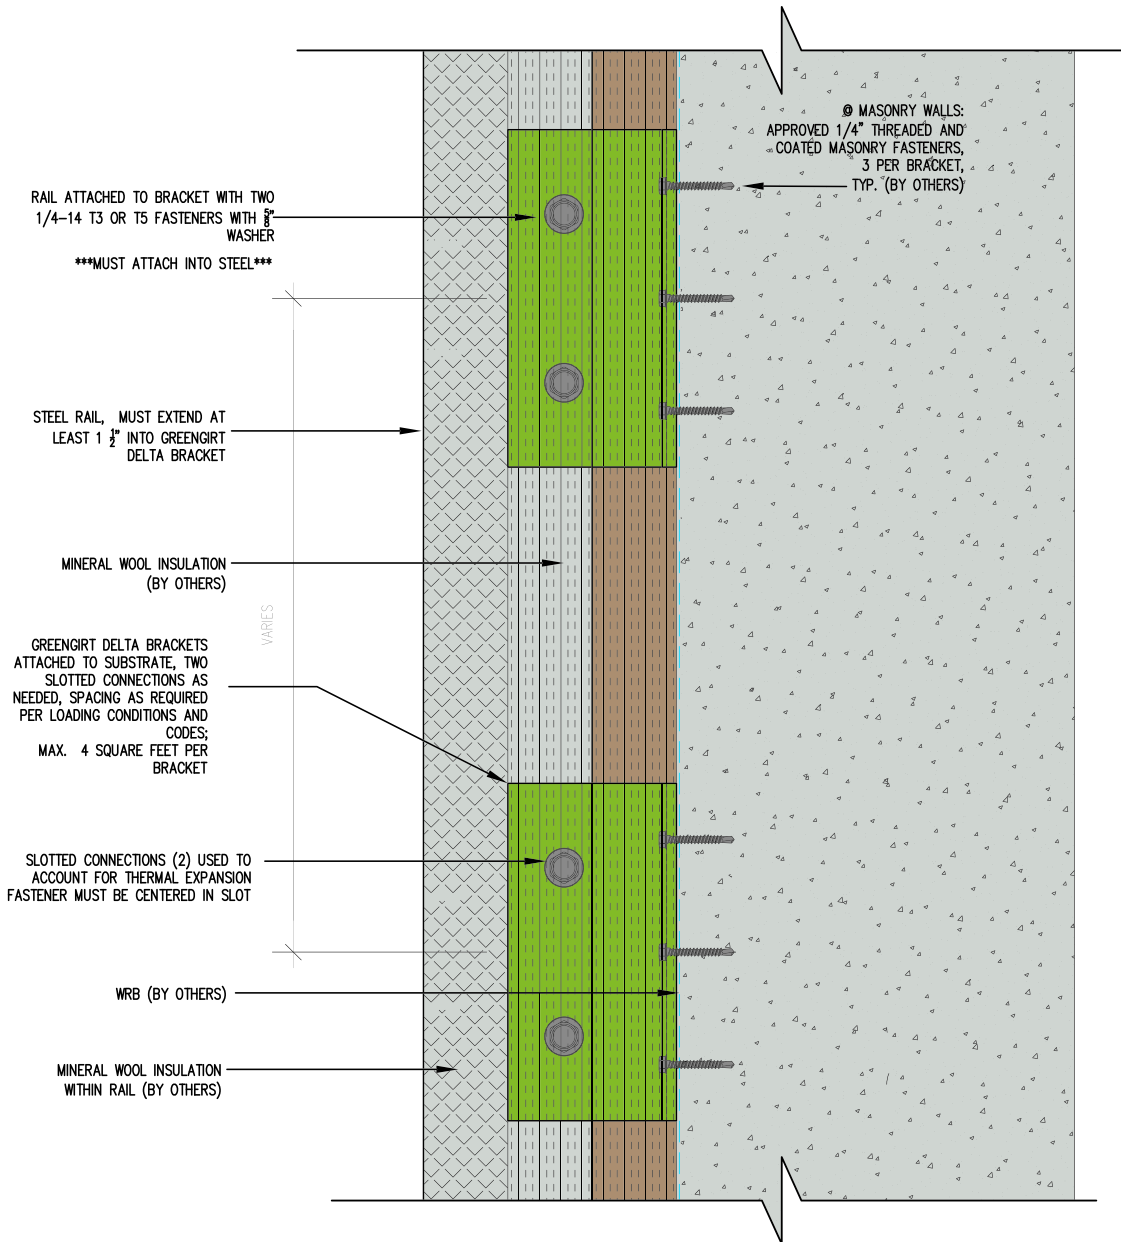 @ MASONRY WALLS:
APPROVED 1/4" THREADED AND
COATED MASONRY FASTENERS,
3 PER BRACKET,
TYP. (BY OTHERS)
RAIL ATTACHED TO BRACKET WITH TWO
1/4-14 T3 OR T5 FASTENERS WITH 5/8"
WASHER
***MUST ATTACH INTO STEEL***
STEEL RAIL, MUST EXTEND AT
LEAST 1 1/2" INTO GREENGIRT
DELTA BRACKET
MINERAL WOOL INSULATION
(BY OTHERS)
VARIES
GREENGIRT DELTA BRACKETS
ATTACHED TO SUBSTRATE, TWO
SLOTTED CONNECTIONS AS
NEEDED, SPACING AS REQUIRED
PER LOADING CONDITIONS AND
CODES;
MAX. 4 SQUARE FEET PER
BRACKET
SLOTTED CONNECTIONS (2) USED TO
ACCOUNT FOR THERMAL EXPANSION
FASTENER MUST BE CENTERED IN SLOT
WRB (BY OTHERS)
MINERAL WOOL INSULATION
WITHIN RAIL (BY OTHERS)